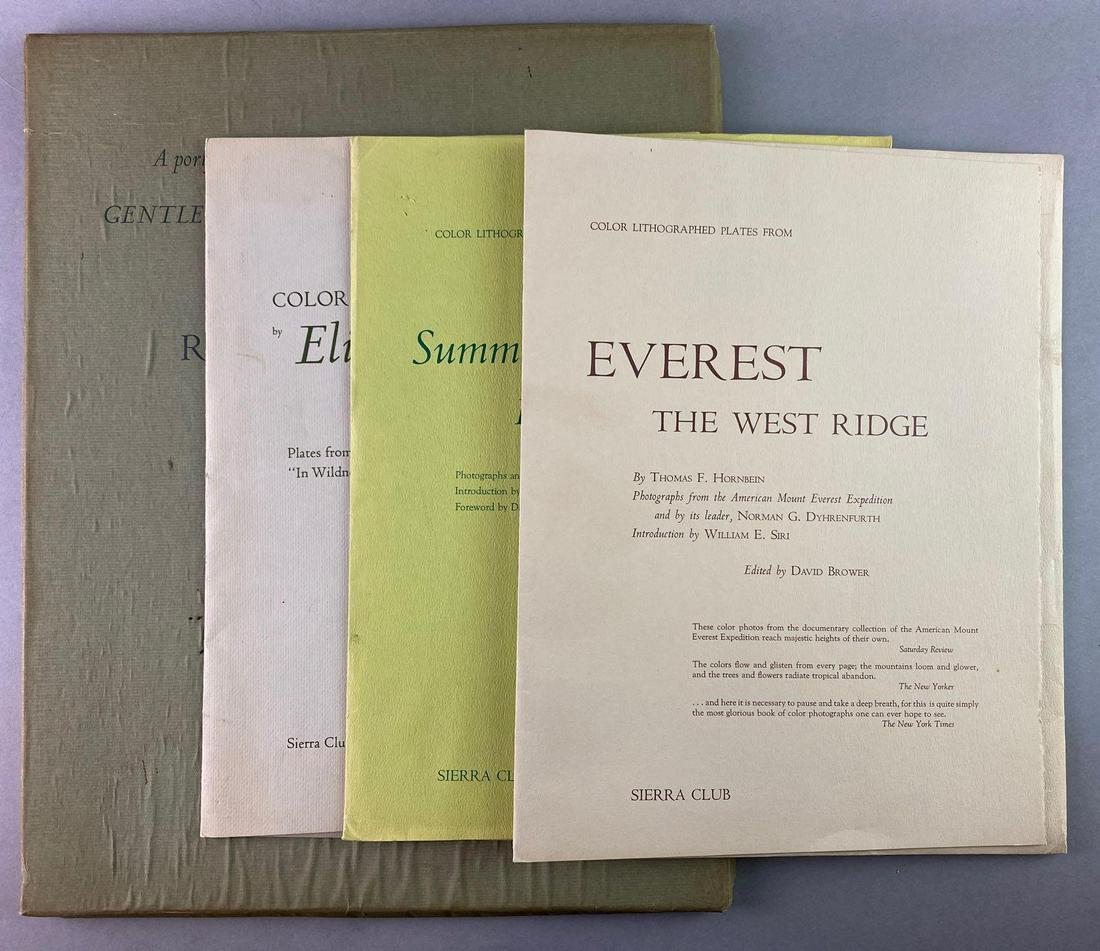 A
GENTLE
R
COLOR
by Eli
Plates from
"In Wildn
Sierra Clu
COLOR LITHOGR
Summ
Photographs an
Introduction by
Foreword by D.
SIERRA CL
COLOR LITHOGRAPHED PLATES FROM
EVEREST
THE WEST RIDGE
By THOMAS F. HORNBEIN
Photographs from the American Mount Everest Expedition
and by its leader, NORMAN G. DYHRENFURTH
Introduction by WILLIAM E. SIRI
Edited by DAVID BROWER
These color photos from the documentary collection of the American Mount
Everest Expedition reach majestic heights of their own.
Saturday Review
The colors flow and glisten from every page; the mountains loom and glower,
and the trees and flowers radiate tropical abandon.
The New Yorker
. . . and here it is necessary to pause and take a deep breath, for this is quite simply
the most glorious book of color photographs one can ever hope to see.
The New York Times
SIERRA CLUB